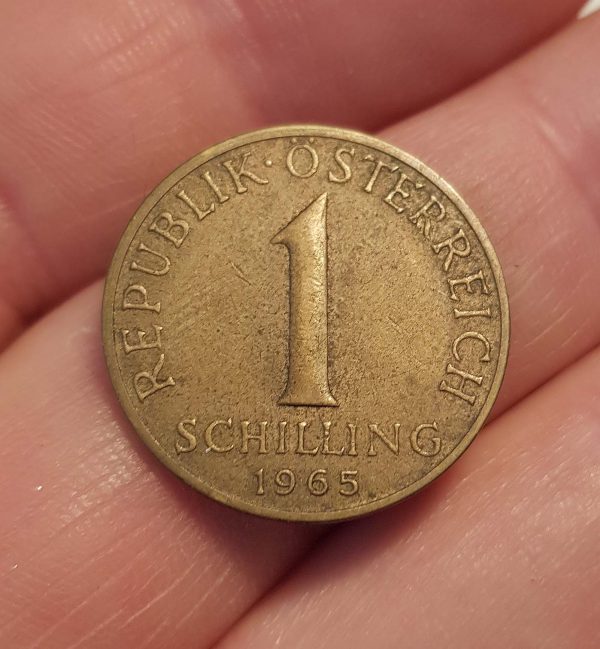 REPUBLIK · ÖSTERREICH
1
SCHILLING
1965